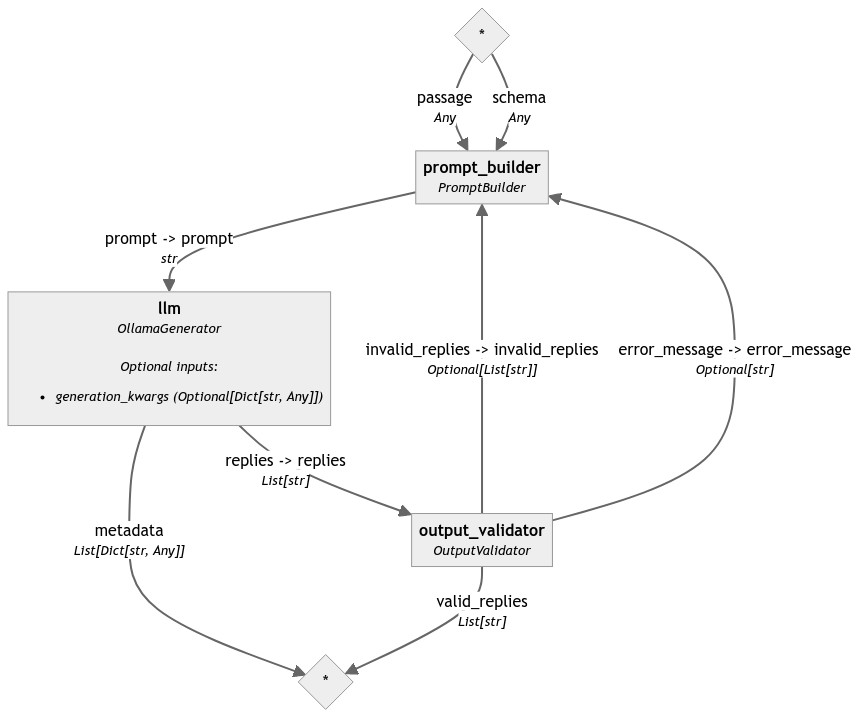 *
passage
Any
schema
Any
prompt_builder
PromptBuilder
prompt -> prompt
str
llm
OllamaGenerator
Optional inputs:
• generation_kwargs (Optional[Dict[str, Any]])
invalid_replies -> invalid_replies
Optional[List[str]]
error_message -> error_message
Optional[str]
replies -> replies
List[str]
metadata
List[Dict[str, Any]]
output_validator
OutputValidator
valid_replies
List[str]
*